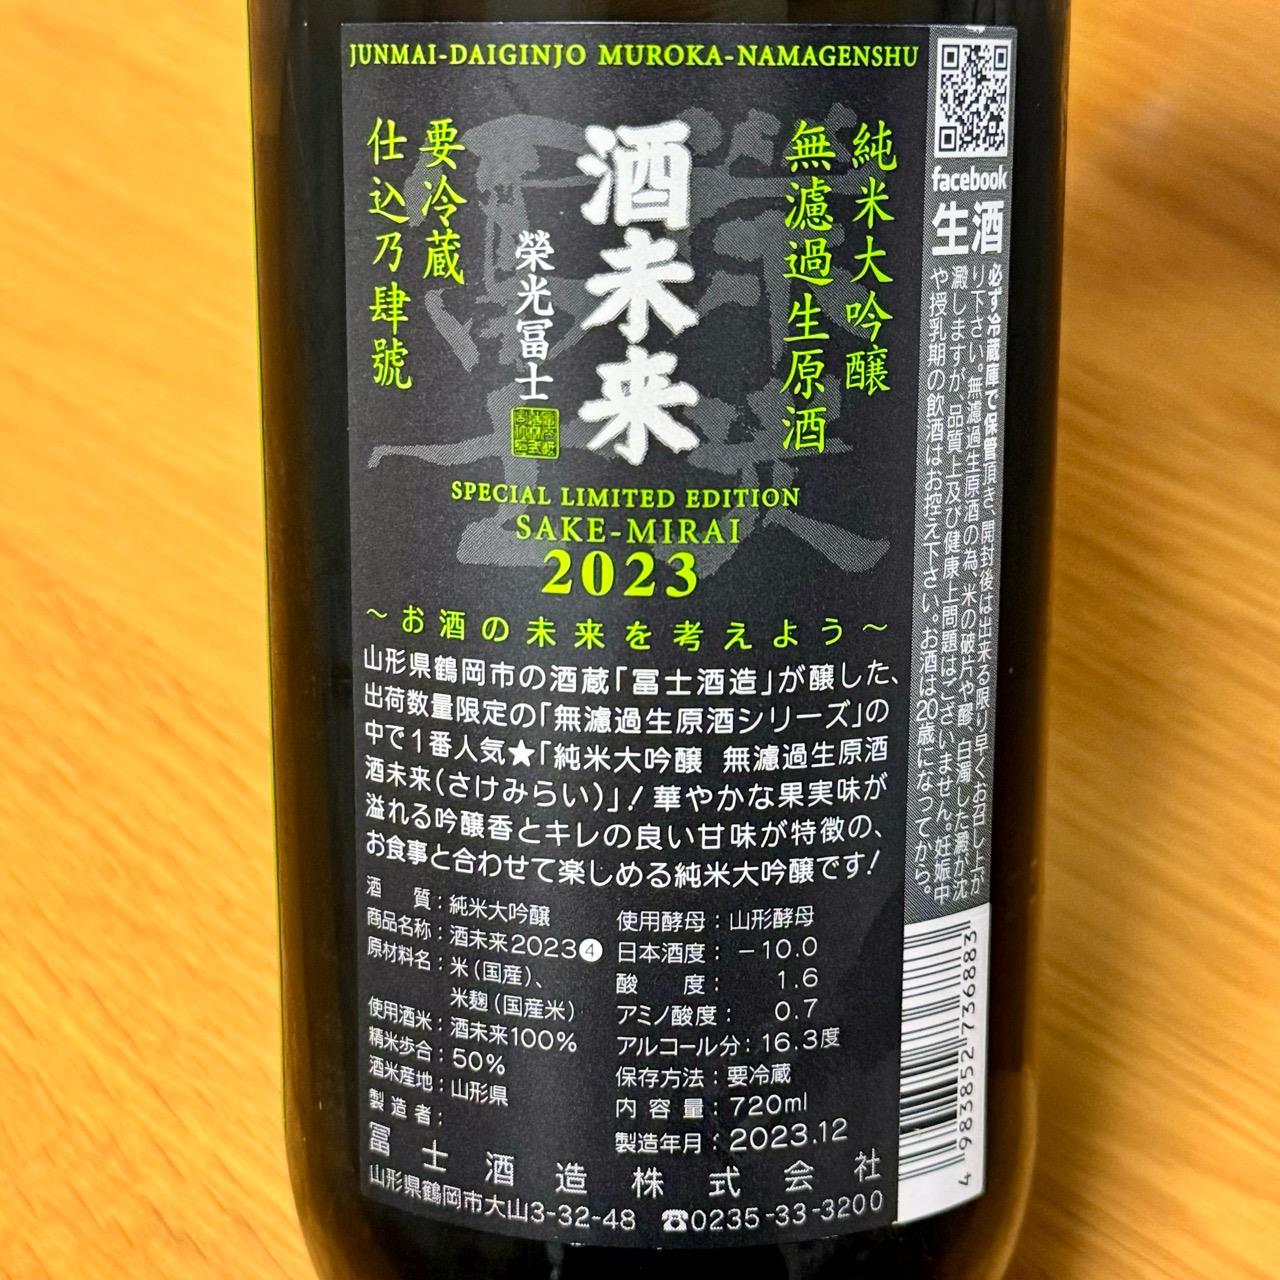 JUNMAI-DAIGINJO MUROKA-NAMAGENSHU
純米大吟醸
無濾過生原酒
酒未来
榮光冨士
要冷蔵
仕込乃肆號
SPECIAL LIMITED EDITION
SAKE-MIRAI
2023
～お酒の未来を考えよう～
山形県鶴岡市の酒蔵「冨士酒造」が醸した、
出荷数量限定の「無濾過生原酒シリーズ」の
中で1番人気★「純米大吟醸 無濾過生原酒
酒未来(さけみらい)」！華やかな果実味が
溢れる吟醸香とキレの良い甘味が特徴の、
お食事と合わせて楽しめる純米大吟醸です！
酒 質：純米大吟醸
商品名称：酒未来2023④
原材料名：米(国産)、
米麹(国産米)
使用酒米：酒未来100%
精米歩合：50%
酒米産地：山形県
製造者：
使用酵母：山形酵母
日本酒度：－10.0
酸 度：1.6
アミノ酸度：0.7
アルコール分：16.3度
保存方法：要冷蔵
内容量：720ml
製造年月：2023.12
冨士酒造株式会社
山形県鶴岡市大山3-32-48 ☎0235-33-3200
facebook
生酒
必ず冷蔵庫で保管頂き、開封後は出来る限り早くお召し上が
り下さい。無濾過生原酒の為、米の破片や醪、白濁した澱が沈
澱しますが、品質上及び健康上問題はございません。妊娠中
や授乳期の飲酒はお控え下さい。お酒は20歳になってから。
4 983852 736883